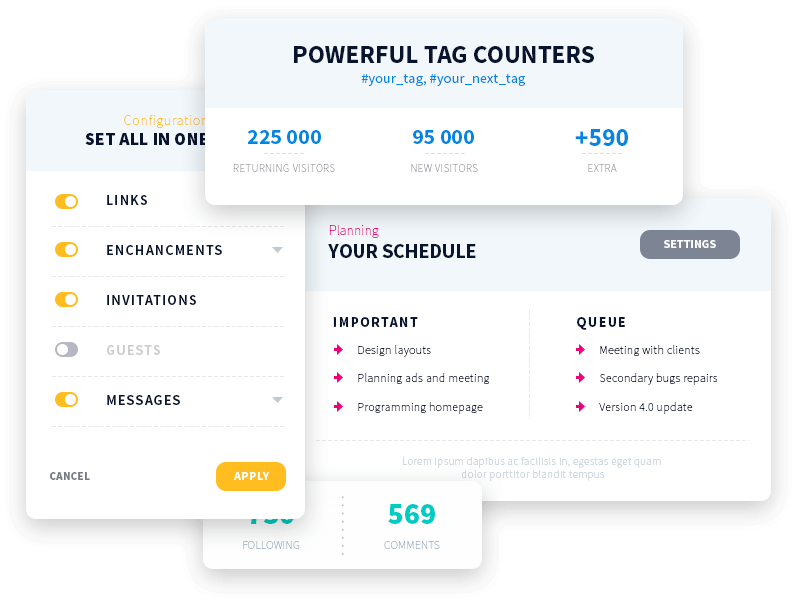 POWERFUL TAG COUNTERS
#your_tag, #your_next_tag
225 000
95 000
+590
RETURNING VISITORS
NEW VISITORS
EXTRA
Configuration
SET ALL IN ONE
LINKS
ENCHANCMENTS
INVITATIONS
GUESTS
MESSAGES
CANCEL
APPLY
Planning
YOUR SCHEDULE
SETTINGS
IMPORTANT
Design layouts
Planning ads and meeting
Programming homepage
QUEUE
Meeting with clients
Secondary bugs repairs
Version 4.0 update
Lorem ipsum dapibus ac facilisis in, egestas eget quam
dolor porttitor blandit tempus
569
FOLLOWING
COMMENTS